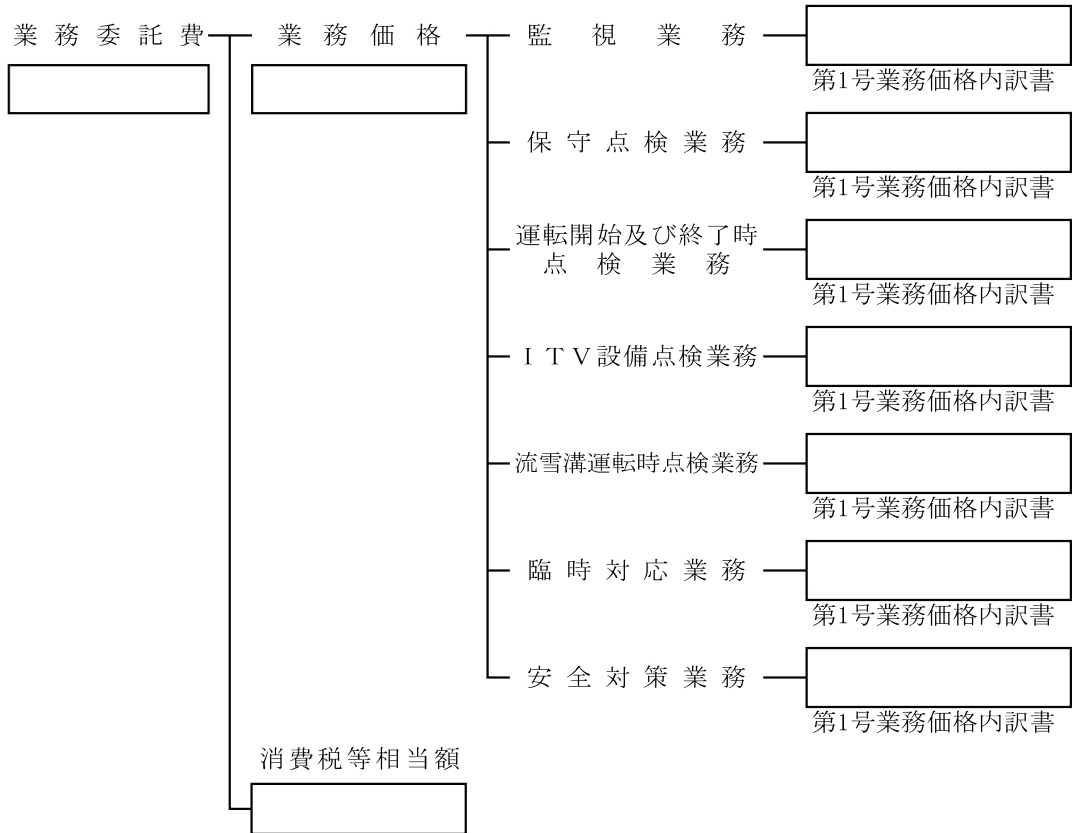 業務委託費
業務価格
監視業務
第1号業務価格内訳書
保守点検業務
第1号業務価格内訳書
運転開始及び終了時
点検業務
第1号業務価格内訳書
ＩＴＶ設備点検業務
第1号業務価格内訳書
流雪溝運転時点検業務
第1号業務価格内訳書
臨時対応業務
第1号業務価格内訳書
安全対策業務
第1号業務価格内訳書
消費税等相当額